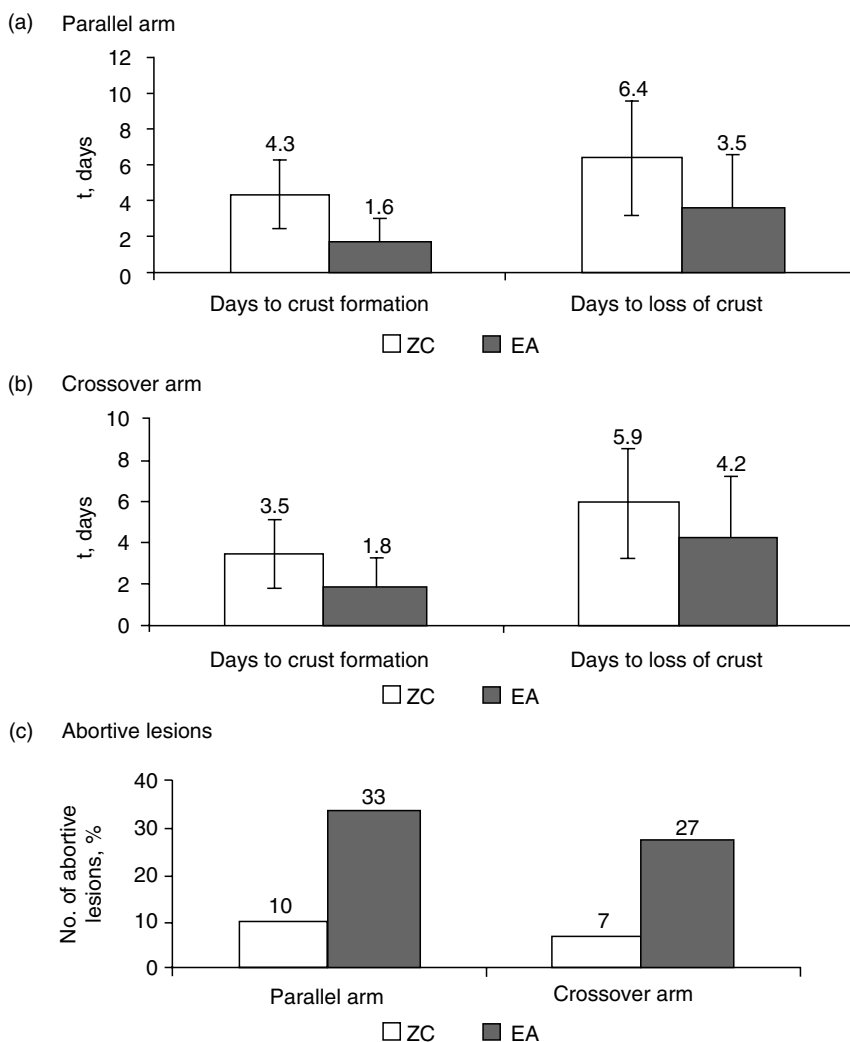 (a) Parallel arm
t, days
12
10
8
6
4
2
0
4.3
1.6
6.4
3.5
Days to crust formation
Days to loss of crust
ZC EA
(b) Crossover arm
t, days
10
8
6
4
2
0
3.5
1.8
5.9
4.2
Days to crust formation
Days to loss of crust
ZC EA
(c) Abortive lesions
No. of abortive
lesions, %
40
30
20
10
0
10
33
7
27
Parallel arm
Crossover arm
ZC EA